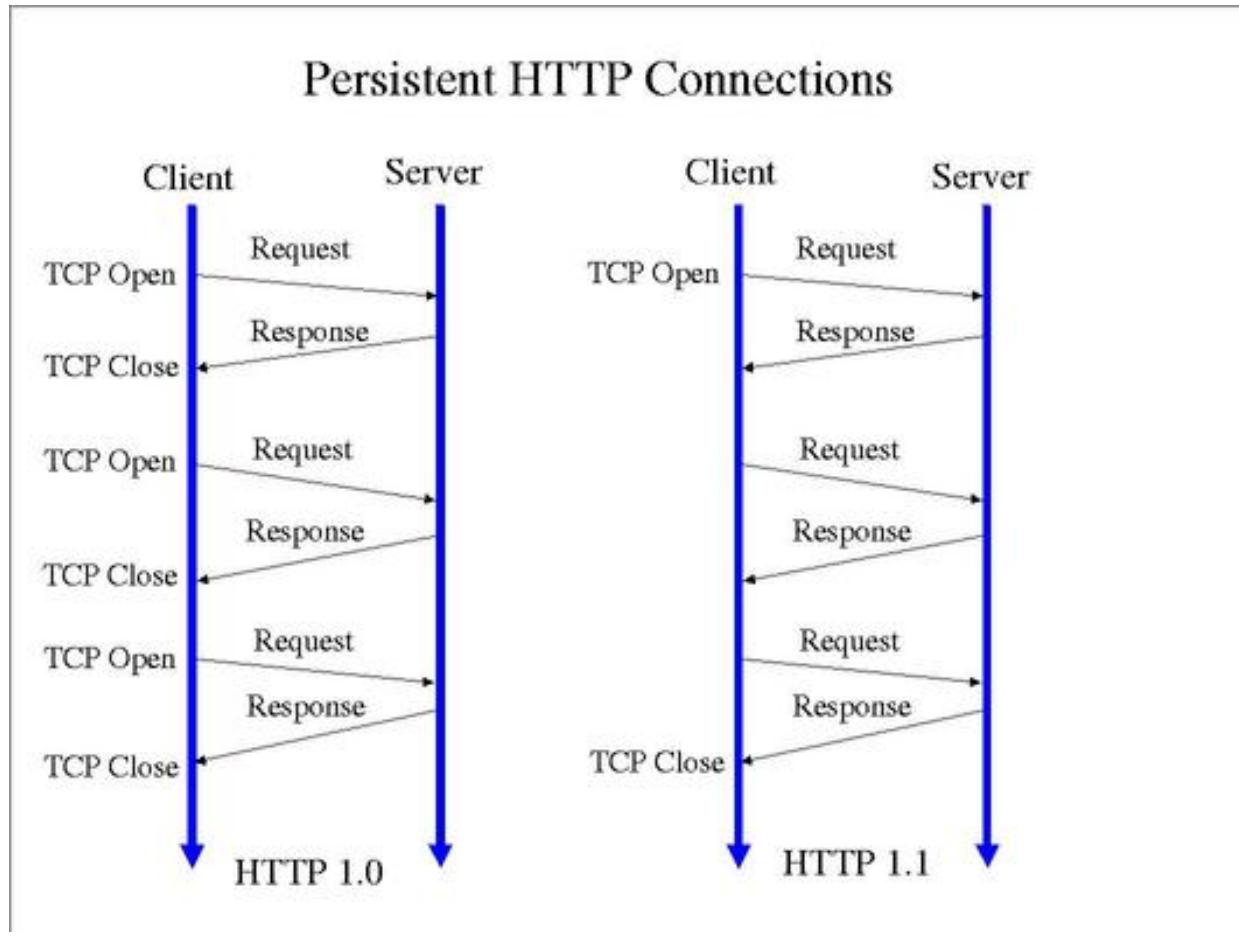 Persistent HTTP Connections
Client
Server
TCP Open
Request
Response
TCP Close
TCP Open
Request
Response
TCP Close
TCP Open
Request
Response
TCP Close
HTTP 1.0
Client
Server
TCP Open
Request
Response
Request
Response
Request
Response
TCP Close
HTTP 1.1